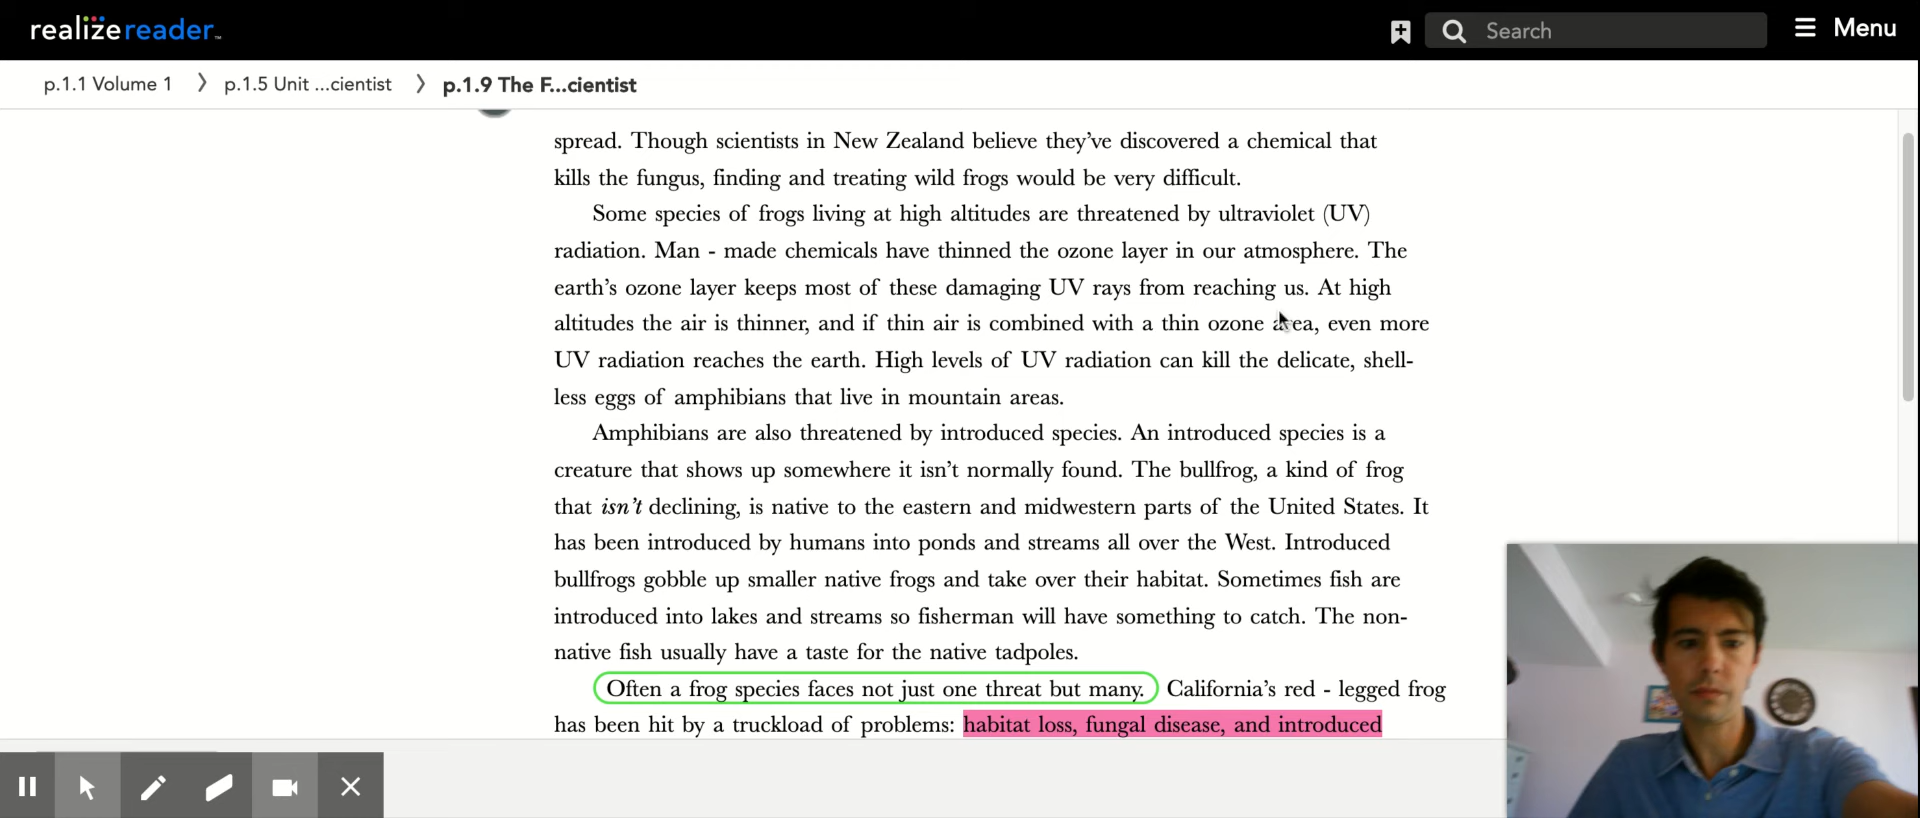 realizereader™
Search
Menu
p.1.1 Volume 1
p.1.5 Unit ...cientist
p.1.9 The F...cientist
spread. Though scientists in New Zealand believe they've discovered a chemical that
kills the fungus, finding and treating wild frogs would be very difficult.
Some species of frogs living at high altitudes are threatened by ultraviolet (UV)
radiation. Man - made chemicals have thinned the ozone layer in our atmosphere. The
earth's ozone layer keeps most of these damaging UV rays from reaching us. At high
altitudes the air is thinner, and if thin air is combined with a thin ozone area, even more
UV radiation reaches the earth. High levels of UV radiation can kill the delicate, shell-
less eggs of amphibians that live in mountain areas.
Amphibians are also threatened by introduced species. An introduced species is a
creature that shows up somewhere it isn't normally found. The bullfrog, a kind of frog
that isn't declining, is native to the eastern and midwestern parts of the United States. It
has been introduced by humans into ponds and streams all over the West. Introduced
bullfrogs gobble up smaller native frogs and take over their habitat. Sometimes fish are
introduced into lakes and streams so fisherman will have something to catch. The non-
native fish usually have a taste for the native tadpoles.
Often a frog species faces not just one threat but many. California's red - legged frog
has been hit by a truckload of problems: habitat loss, fungal disease, and introduced